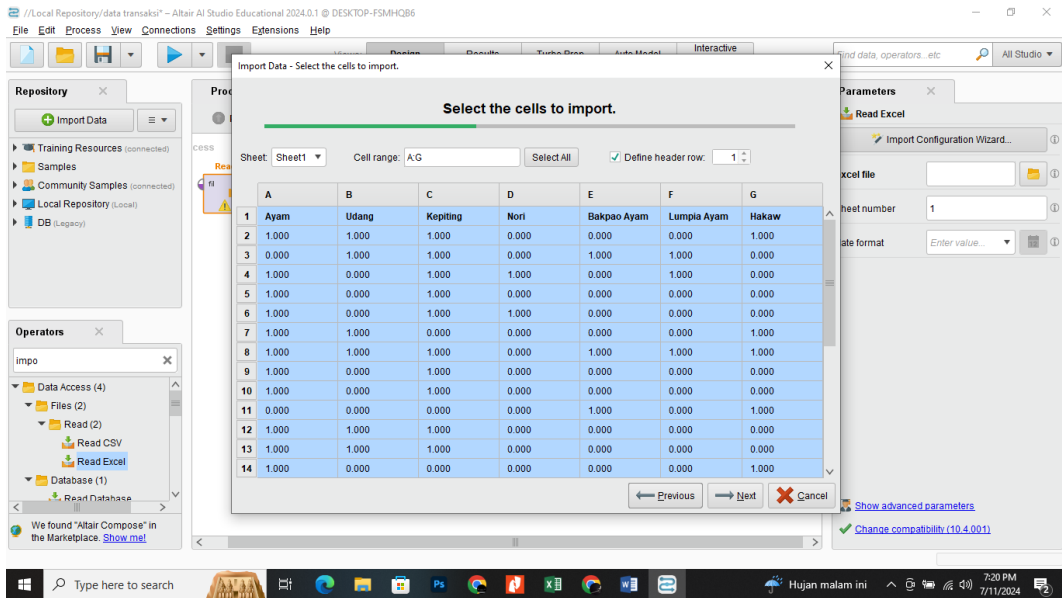 //Local Repository/data transaksi* – Altair AI Studio Educational 2024.0.1 @ DESKTOP-FSMHQB6
File Edit Process View Connections Settings Extensions Help
Interactive
Find data, operators...etc
All Studio
Import Data - Select the cells to import.
Repository
Import Data
Training Resources (connected)
Samples
Community Samples (connected)
Local Repository (Local)
DB (Legacy)
Select the cells to import.
Sheet: Sheet1 Cell range: A:G Select All Define header row: 1
A B C D E F G
1 Ayam Udang Kepiting Nori Bakpao Ayam Lumpia Ayam Hakaw
2 1.000 1.000 1.000 0.000 0.000 0.000 1.000
3 0.000 1.000 1.000 0.000 1.000 1.000 0.000
4 1.000 0.000 1.000 1.000 0.000 1.000 0.000
5 1.000 0.000 1.000 0.000 0.000 0.000 0.000
6 1.000 0.000 1.000 1.000 0.000 0.000 0.000
7 1.000 1.000 0.000 0.000 0.000 0.000 1.000
8 1.000 1.000 1.000 0.000 1.000 1.000 1.000
9 1.000 0.000 1.000 0.000 0.000 0.000 0.000
10 1.000 0.000 1.000 0.000 0.000 0.000 0.000
11 0.000 0.000 0.000 0.000 1.000 0.000 1.000
12 1.000 1.000 1.000 0.000 0.000 0.000 0.000
13 1.000 1.000 1.000 0.000 0.000 0.000 0.000
14 1.000 0.000 0.000 0.000 0.000 0.000 1.000
Previous Next Cancel
Parameters
Read Excel
Import Configuration Wizard...
excel file
sheet number 1
date format Enter value...
Show advanced parameters
Change compatibility (10.4.001)
Operators
impo
Data Access (4)
Files (2)
Read (2)
Read CSV
Read Excel
Database (1)
Read Database
We found "Altair Compose" in
the Marketplace. Show me!
Type here to search
Hujan malam ini
7:20 PM
7/11/2024